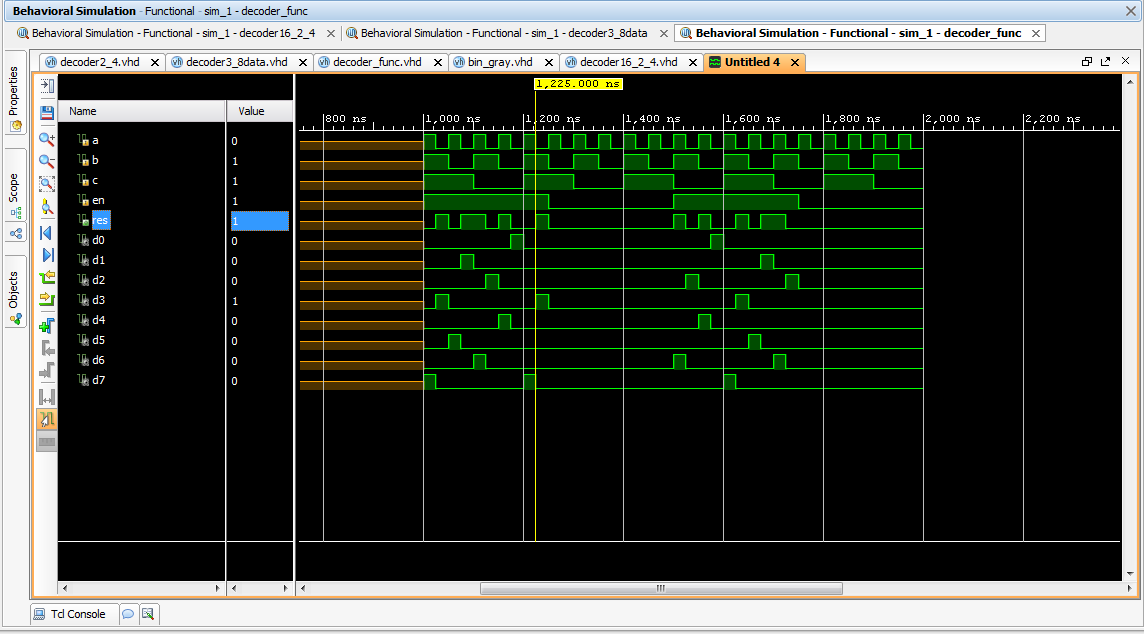 Behavioral Simulation - Functional - sim_1 - decoder_func
Behavioral Simulation - Functional - sim_1 - decoder16_2_4
Behavioral Simulation - Functional - sim_1 - decoder3_8data
Behavioral Simulation - Functional - sim_1 - decoder_func
decoder2_4.vhd
decoder3_8data.vhd
decoder_func.vhd
bin_gray.vhd
decoder16_2_4.vhd
Untitled 4
Properties
Scope
Objects
1,225.000 ns
Name Value
800 ns 1,000 ns 1,200 ns 1,400 ns 1,600 ns 1,800 ns 2,000 ns 2,200 ns
a 0
b 1
c 1
en 1
res 1
d0 0
d1 0
d2 0
d3 1
d4 0
d5 0
d6 0
d7 0
Tcl Console